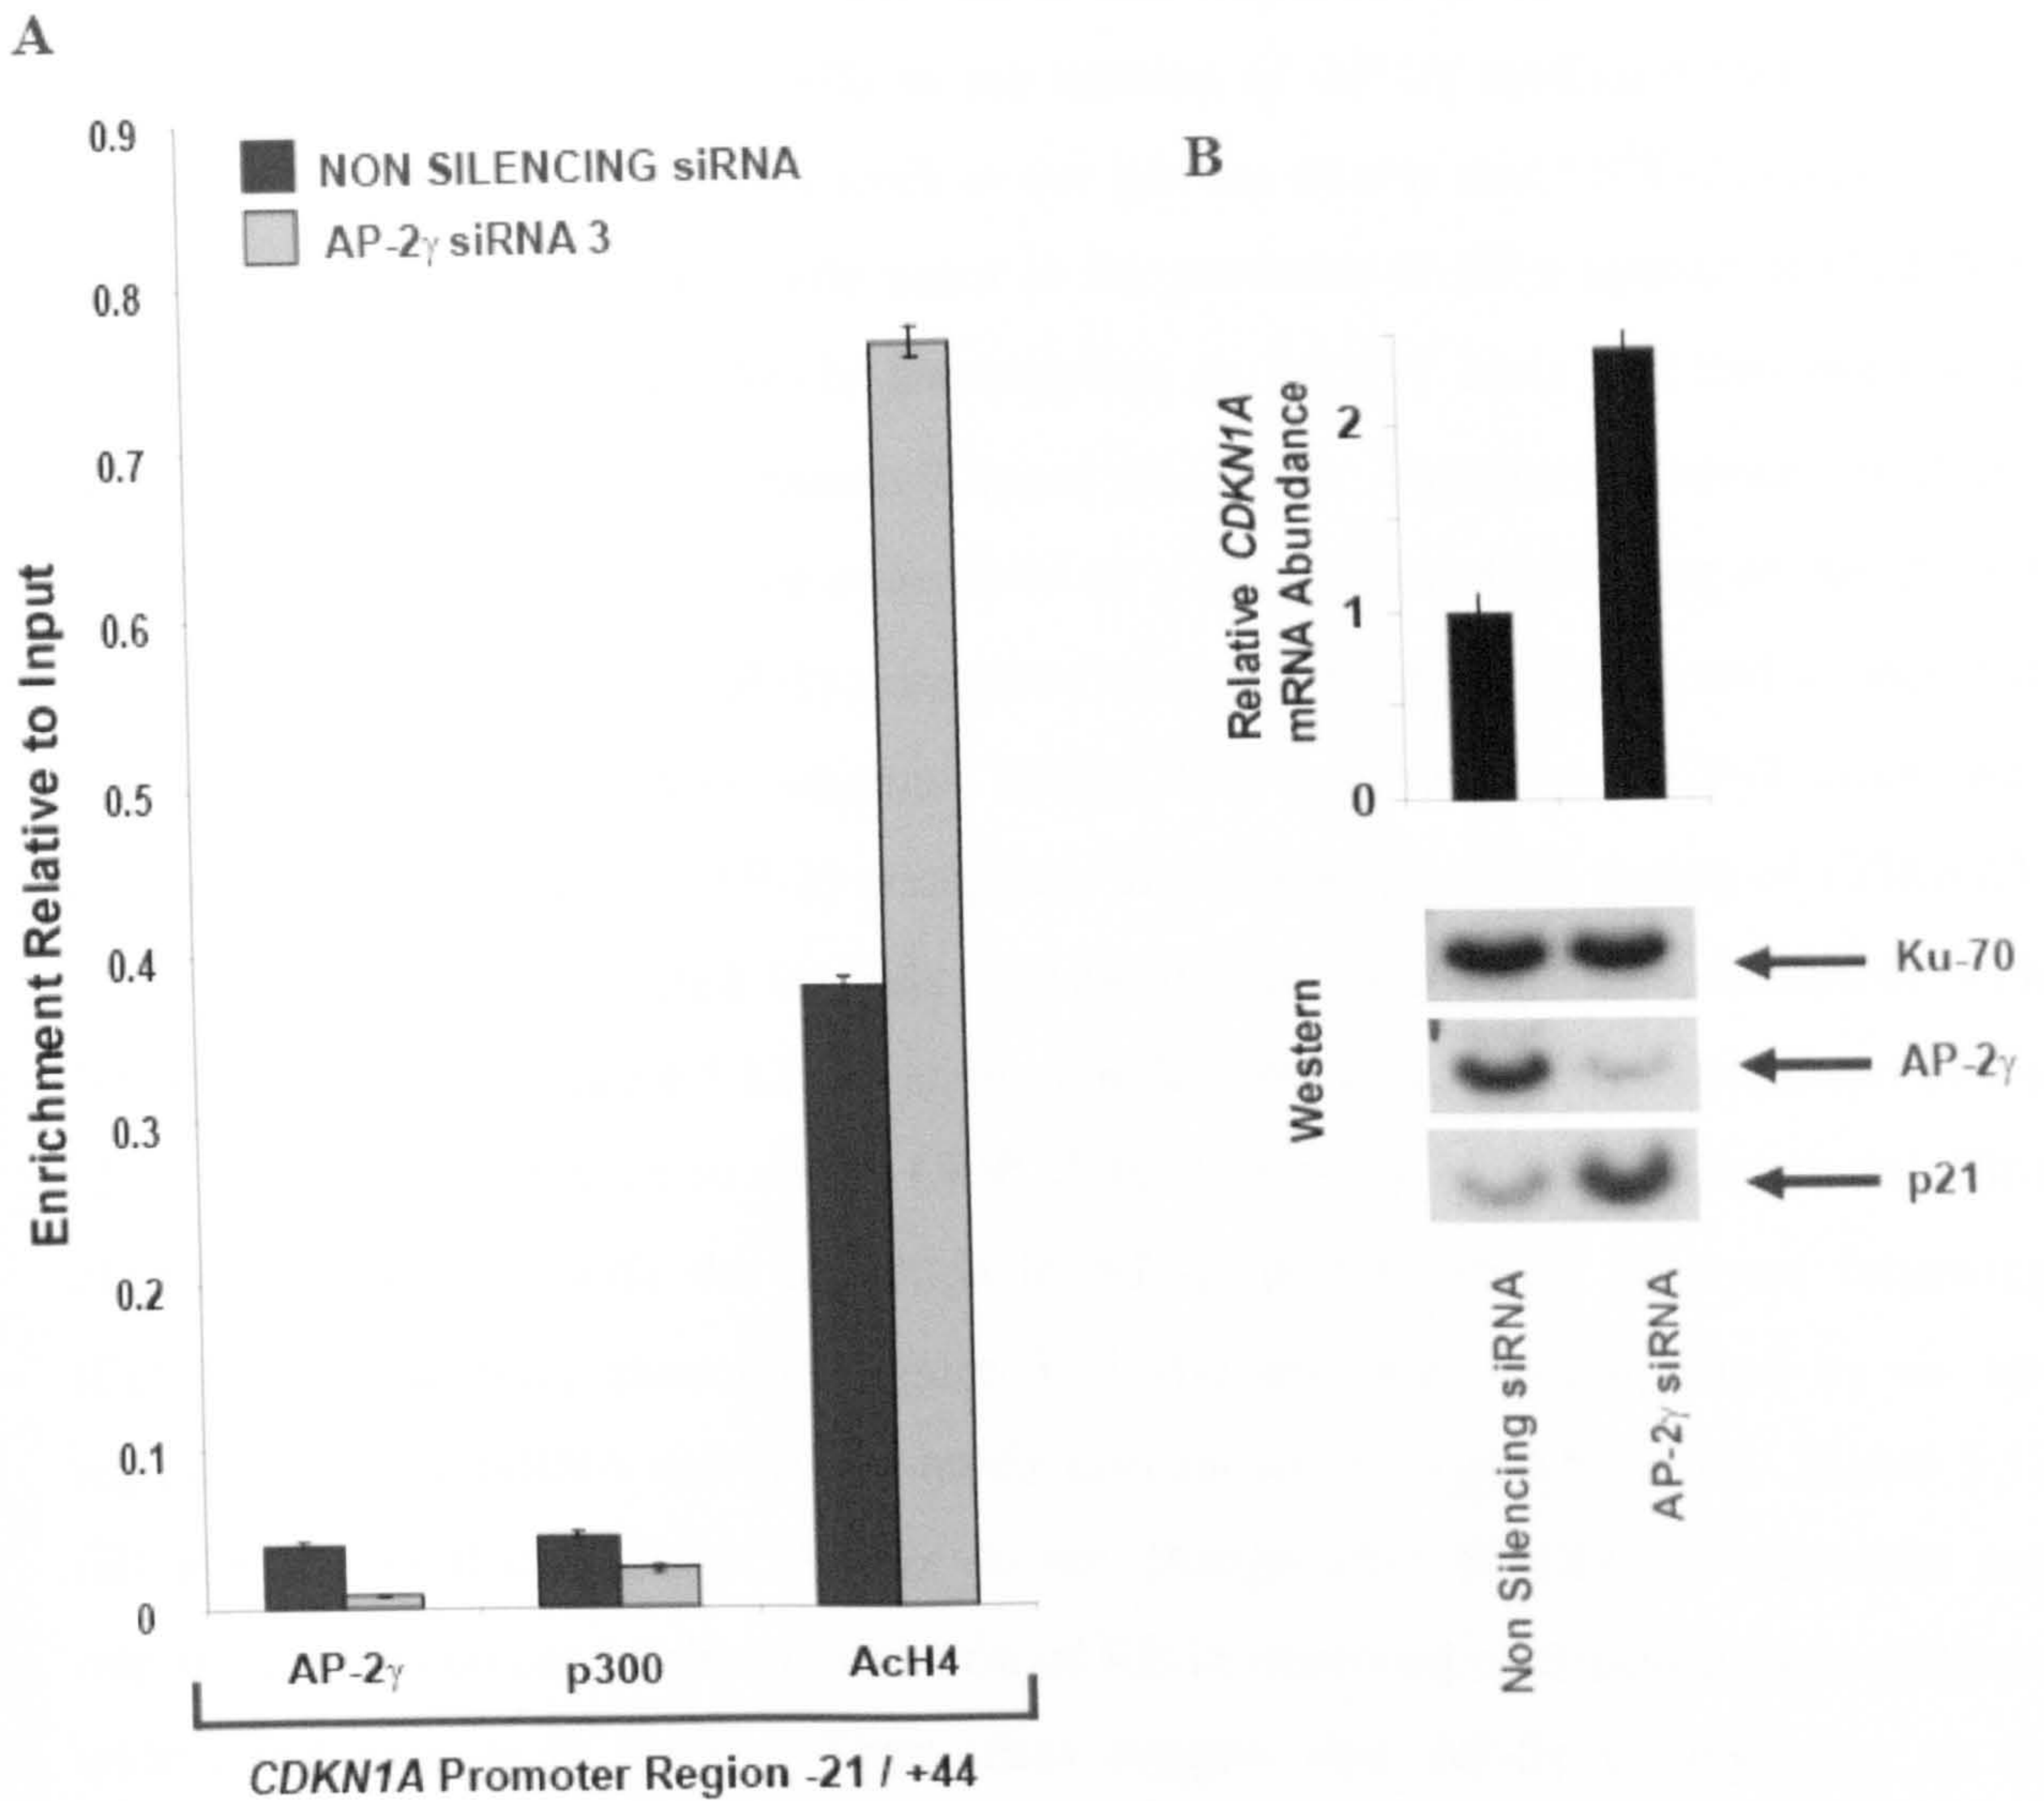 A
0.9
0.8
0.7
0.6
0.5
0.4
0.3
0.2
0.1
0
Enrichment Relative to Input
NON SILENCING siRNA
AP-2γ siRNA 3
AP-2γ p300 AcH4
CDKN1A Promoter Region -21 / +44
B
Relative CDKN1A
mRNA Abundance
2
1
0
Western
Ku-70
AP-2γ
p21
Non Silencing siRNA
AP-2γ siRNA